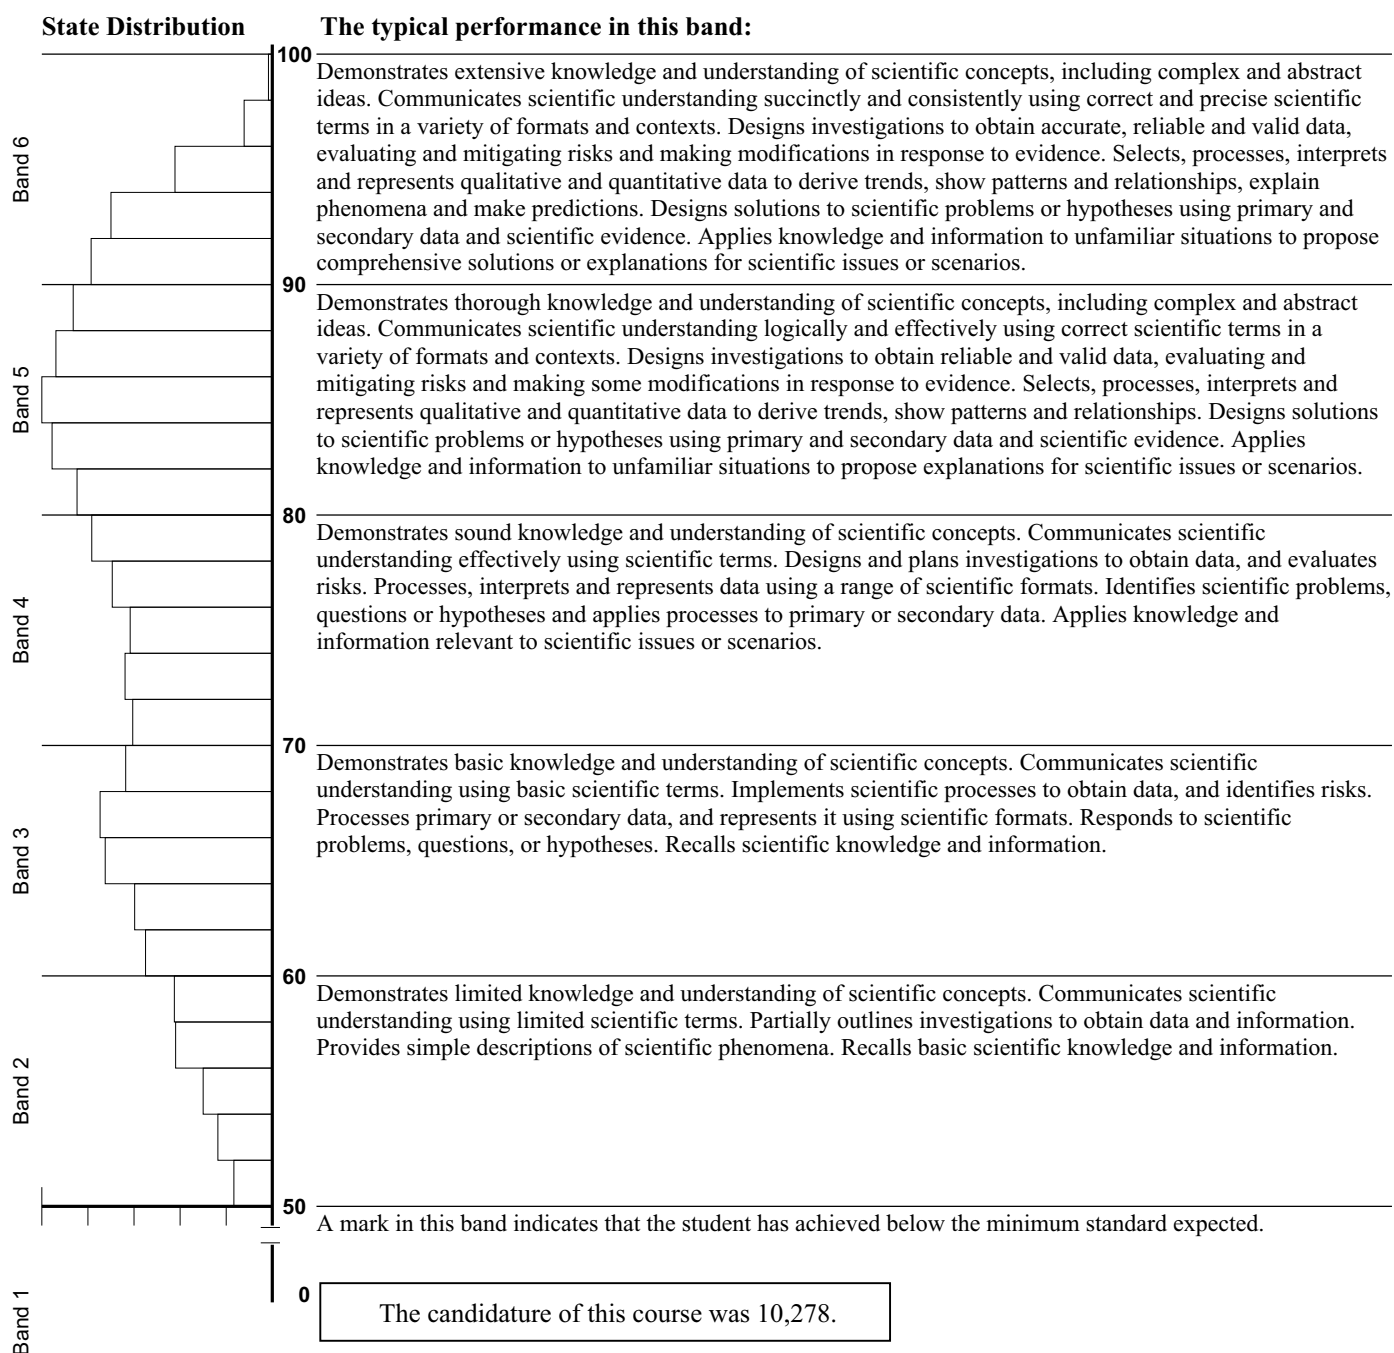 State Distribution
The typical performance in this band:
100
Band 6
Demonstrates extensive knowledge and understanding of scientific concepts, including complex and abstract
ideas. Communicates scientific understanding succinctly and consistently using correct and precise scientific
terms in a variety of formats and contexts. Designs investigations to obtain accurate, reliable and valid data,
evaluating and mitigating risks and making modifications in response to evidence. Selects, processes, interprets
and represents qualitative and quantitative data to derive trends, show patterns and relationships, explain
phenomena and make predictions. Designs solutions to scientific problems or hypotheses using primary and
secondary data and scientific evidence. Applies knowledge and information to unfamiliar situations to propose
comprehensive solutions or explanations for scientific issues or scenarios.
90
Band 5
Demonstrates thorough knowledge and understanding of scientific concepts, including complex and abstract
ideas. Communicates scientific understanding logically and effectively using correct scientific terms in a
variety of formats and contexts. Designs investigations to obtain reliable and valid data, evaluating and
mitigating risks and making some modifications in response to evidence. Selects, processes, interprets and
represents qualitative and quantitative data to derive trends, show patterns and relationships. Designs solutions
to scientific problems or hypotheses using primary and secondary data and scientific evidence. Applies
knowledge and information to unfamiliar situations to propose explanations for scientific issues or scenarios.
80
Band 4
Demonstrates sound knowledge and understanding of scientific concepts. Communicates scientific
understanding effectively using scientific terms. Designs and plans investigations to obtain data, and evaluates
risks. Processes, interprets and represents data using a range of scientific formats. Identifies scientific problems,
questions or hypotheses and applies processes to primary or secondary data. Applies knowledge and
information relevant to scientific issues or scenarios.
70
Band 3
Demonstrates basic knowledge and understanding of scientific concepts. Communicates scientific
understanding using basic scientific terms. Implements scientific processes to obtain data, and identifies risks.
Processes primary or secondary data, and represents it using scientific formats. Responds to scientific
problems, questions, or hypotheses. Recalls scientific knowledge and information.
60
Band 2
Demonstrates limited knowledge and understanding of scientific concepts. Communicates scientific
understanding using limited scientific terms. Partially outlines investigations to obtain data and information.
Provides simple descriptions of scientific phenomena. Recalls basic scientific knowledge and information.
50
A mark in this band indicates that the student has achieved below the minimum standard expected.
Band 1
0
The candidature of this course was 10,278.